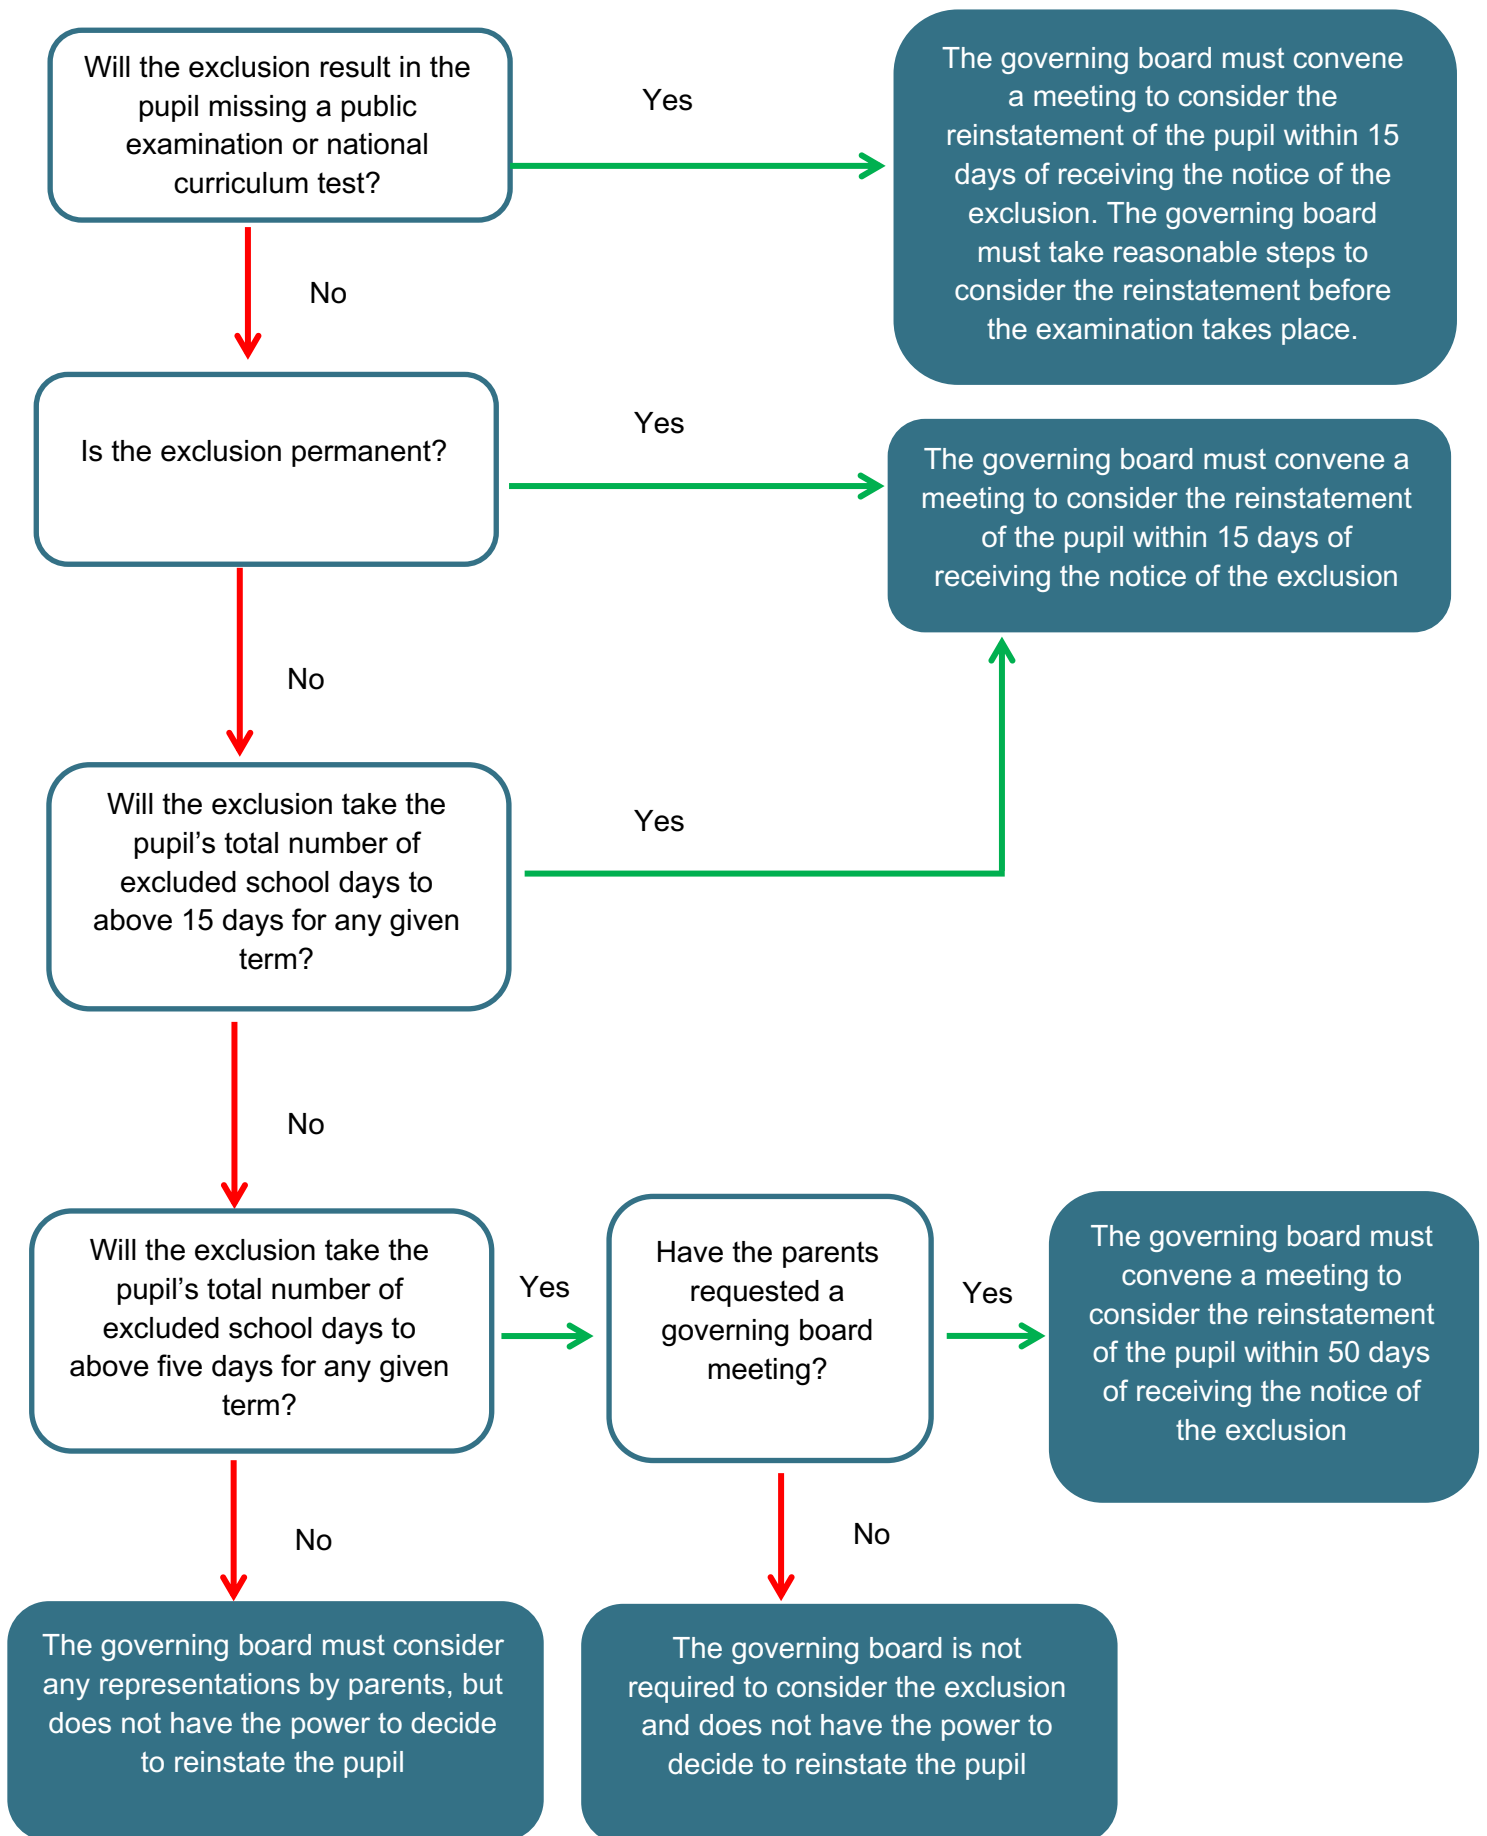 Will the exclusion result in the
pupil missing a public
examination or national
curriculum test?
Yes
The governing board must convene
a meeting to consider the
reinstatement of the pupil within 15
days of receiving the notice of the
exclusion. The governing board
must take reasonable steps to
consider the reinstatement before
the examination takes place.
No
Is the exclusion permanent?
Yes
The governing board must convene a
meeting to consider the reinstatement
of the pupil within 15 days of
receiving the notice of the exclusion
No
Will the exclusion take the
pupil’s total number of
excluded school days to
above 15 days for any given
term?
Yes
No
Will the exclusion take the
pupil’s total number of
excluded school days to
above five days for any given
term?
Yes
Have the parents
requested a
governing board
meeting?
Yes
The governing board must
convene a meeting to
consider the reinstatement
of the pupil within 50 days
of receiving the notice of
the exclusion
No
No
The governing board must consider
any representations by parents, but
does not have the power to decide
to reinstate the pupil
The governing board is not
required to consider the exclusion
and does not have the power to
decide to reinstate the pupil